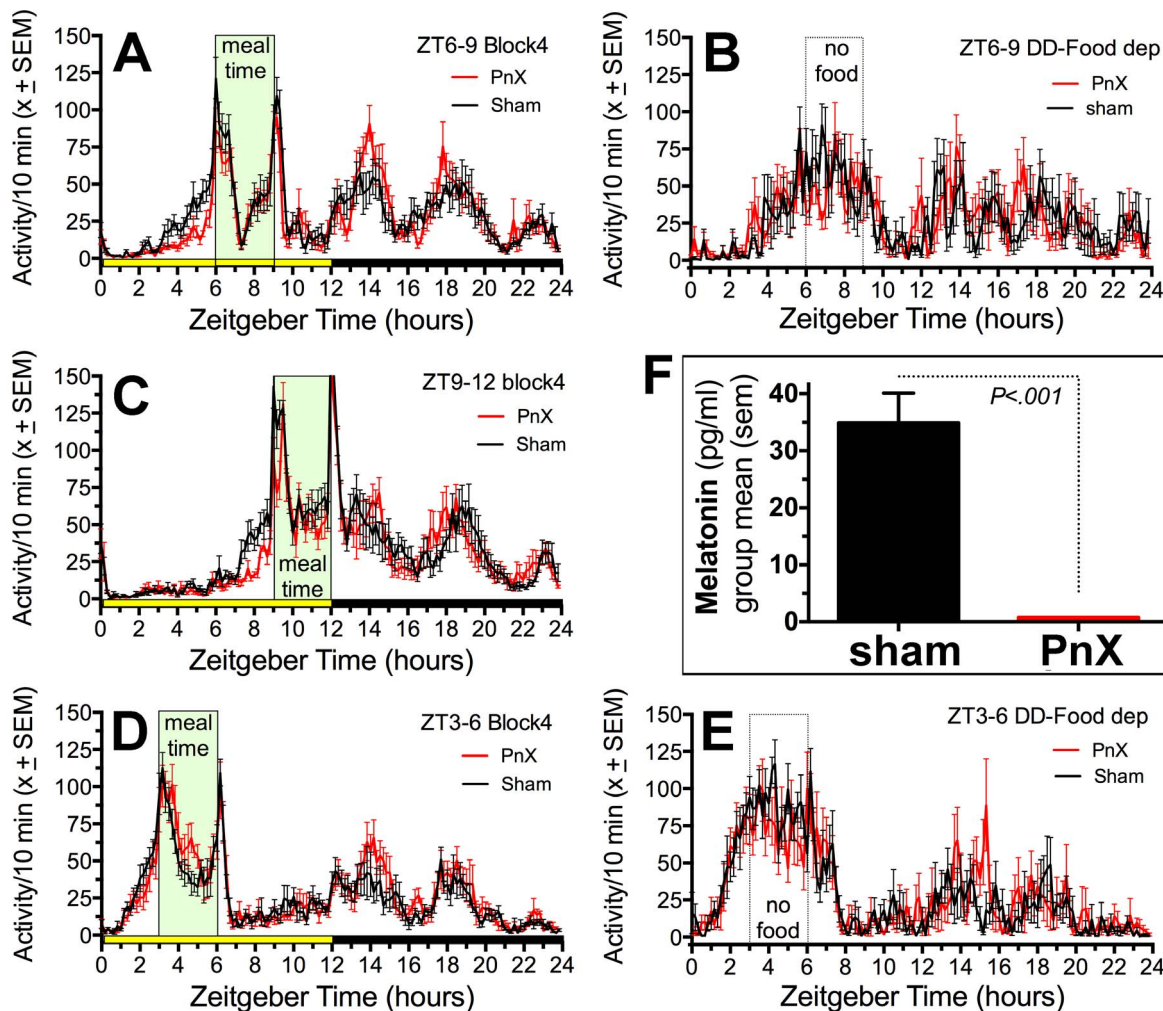 A
ZT6-9 Block4
meal
time
PnX
Sham
Activity/10 min (x ± SEM)
150
125
100
75
50
25
0
0 2 4 6 8 10 12 14 16 18 20 22 24
Zeitgeber Time (hours)
B
ZT6-9 DD-Food dep
no
food
PnX
sham
Activity/10 min (x ± SEM)
150
125
100
75
50
25
0
0 2 4 6 8 10 12 14 16 18 20 22 24
Zeitgeber Time (hours)
C
ZT9-12 block4
PnX
Sham
meal
time
Activity/10 min (x ± SEM)
150
125
100
75
50
25
0
0 2 4 6 8 10 12 14 16 18 20 22 24
Zeitgeber Time (hours)
F
Melatonin (pg/ml)
group mean (sem)
40
30
20
10
0
P<.001
sham PnX
D
ZT3-6 Block4
meal
time
PnX
Sham
Activity/10 min (x ± SEM)
150
125
100
75
50
25
0
0 2 4 6 8 10 12 14 16 18 20 22 24
Zeitgeber Time (hours)
E
ZT3-6 DD-Food dep
PnX
Sham
no
food
Activity/10 min (x ± SEM)
150
125
100
75
50
25
0
0 2 4 6 8 10 12 14 16 18 20 22 24
Zeitgeber Time (hours)